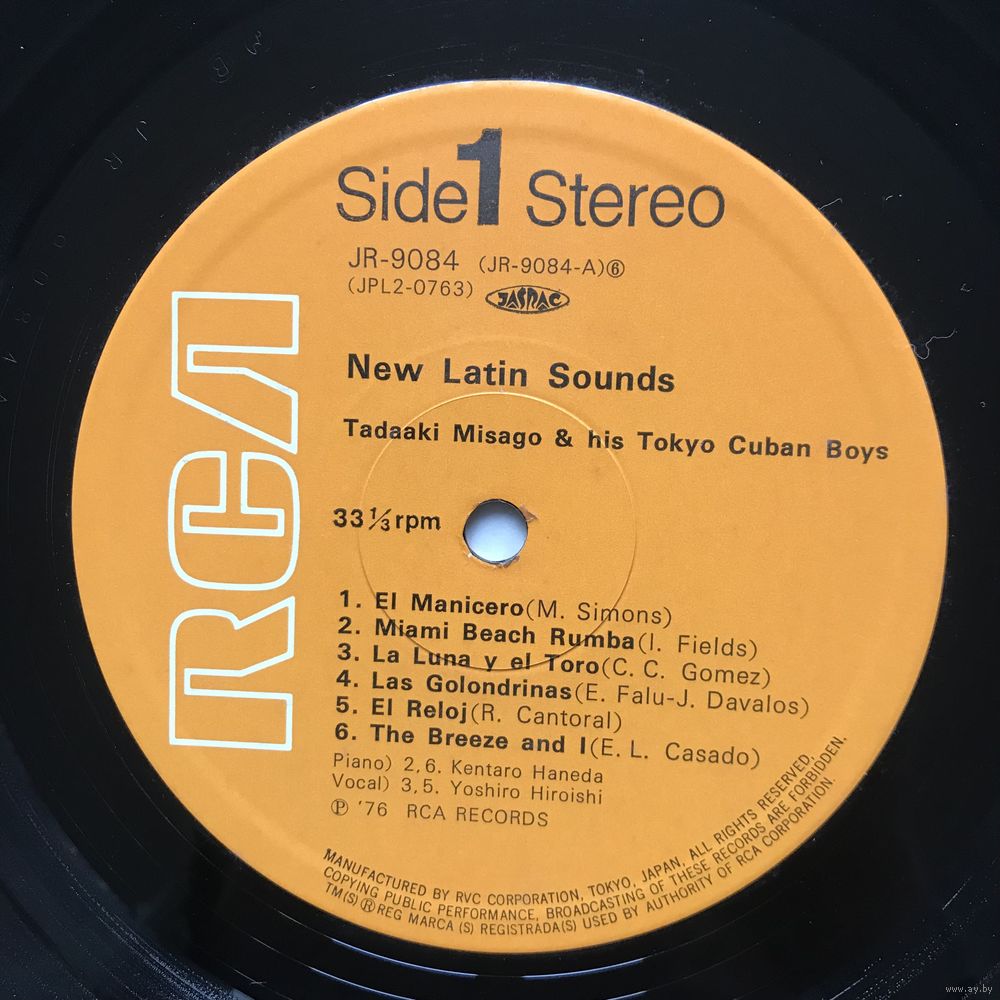 Side 1 Stereo
JR-9084 (JR-9084-A)⑥
(JPL2-0763) JASRAC
New Latin Sounds
Tadaaki Misago & his Tokyo Cuban Boys
33⅓rpm
RCA
1. El Manicero(M. Simons)
2. Miami Beach Rumba(I. Fields)
3. La Luna y el Toro(C. C. Gomez)
4. Las Golondrinas(E. Falu-J. Davalos)
5. El Reloj(R. Cantoral)
6. The Breeze and I(E. L. Casado)
Piano) 2,6. Kentaro Haneda
Vocal) 3,5. Yoshiro Hiroishi
℗ '76 RCA RECORDS
MANUFACTURED BY RVC CORPORATION, TOKYO, JAPAN, ALL RIGHTS RESERVED.
COPYING PUBLIC PERFORMANCE, BROADCASTING OF THESE RECORDS ARE FORBIDDEN.
TM(S) ® REG MARCA (S) REGISTRADA(S) USED BY AUTHORITY OF RCA CORPORATION.
www.ay.by